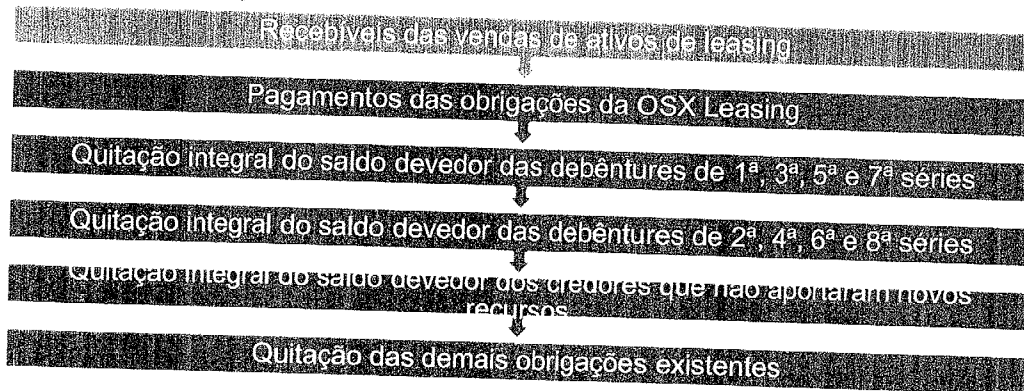 Recebíveis das vendas de ativos de leasing
Pagamentos das obrigações da OSX Leasing
Quitação integral do saldo devedor das debêntures de 1ª, 3ª, 5ª e 7ª séries
Quitação integral do saldo devedor das debêntures de 2ª, 4ª, 6ª e 8ª séries
Quitação integral do saldo devedor dos credores que não aportaram novos
recursos
Quitação das demais obrigações existentes